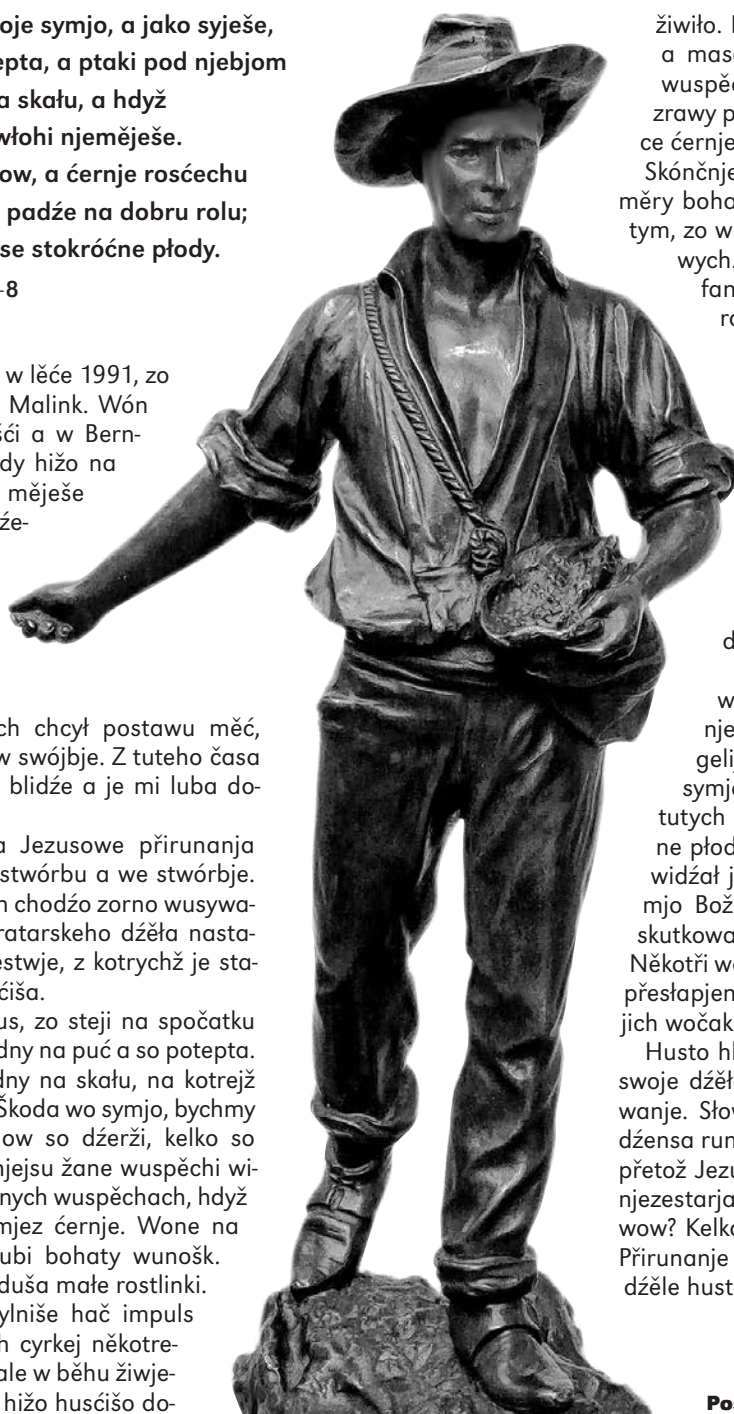 oje symjo, a jako syješe,
epta, a ptaki pod njebjom
a skału, a hdyž
włohi njeměješe.
ow, a ćernje rosćechu
padźe na dobru rolu;
se stokróćne płody.
-8
w lěće 1991, zo
Malink. Wón
šći a w Bern-
dy hižo na
měješe
źe-
ch chcył postawu měć,
w swójbje. Z tuteho časa
blidźe a je mi luba do-
a Jezusowe přirunanja
stwórbu a we stwórbje.
n chodźo zorno wusywa-
ratarskeho dźěła nasta-
estwje, z kotrychž je sta-
ćiša.
us, zo steji na spočatku
dny na puć a so potepta.
dny na skału, na kotrejž
Škoda wo symjo, bychmy
ow so dźerži, kelko so
njejsu žane wuspěchi wi-
nych wuspěchach, hdyž
mjez ćernje. Wone na
ubi bohaty wunošk.
duša małe rostlinki.
ylniše hač impuls
h cyrkej někotre-
ale w běhu žiwje-
hižo husćišo do-
žiwiło.
a mas
wuspě
zrawy p
ce ćernje
Skónčnje
měry boha
tym, zo w
wych.
fan
ra
d
w
nje
gelij
symj
tutych
ne płod
widźał j
mjo Bož
skutkowa
Někotři w
přesłapjen
jich wočak
Husto hl
swoje dźěł
wanje. Słow
dźensa run
přetož Jezu
njezestarja
wow? Kelk
Přirunanje
dźěle hust
Pos